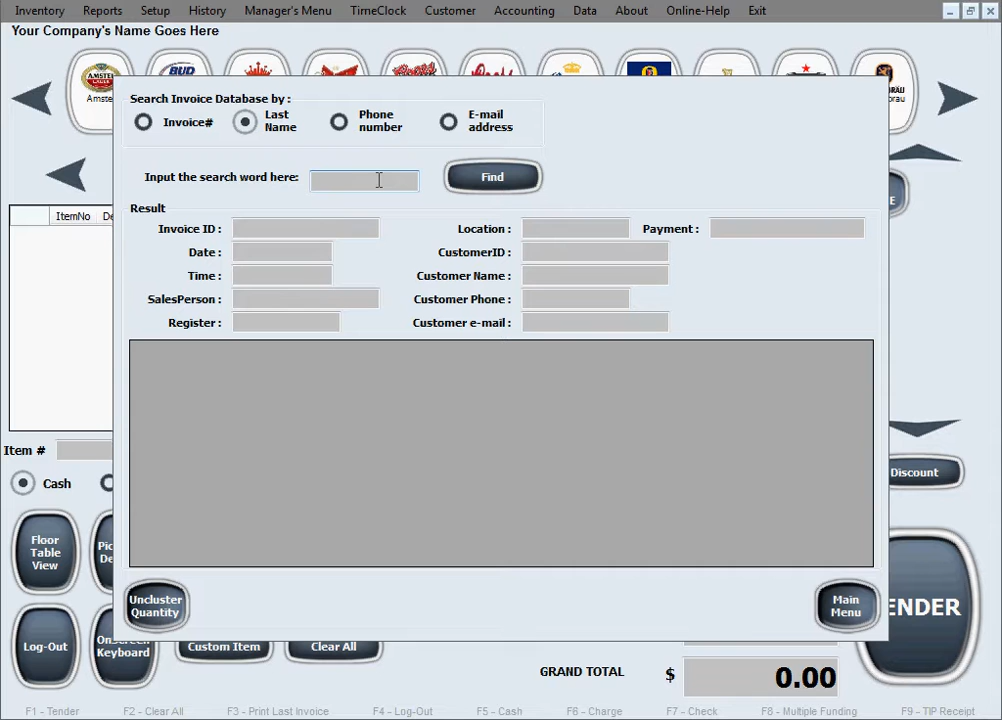 Inventory Reports Setup History Manager's Menu TimeClock Customer Accounting Data About Online-Help Exit
Your Company's Name Goes Here
AMSTEL
BUD
Amste
Search Invoice Database by :
Invoice#
Last Name
Phone number
E-mail address
Input the search word here:
Find
ItemNo
Result
Invoice ID :
Location :
Payment :
Date :
CustomerID :
Time :
Customer Name :
SalesPerson :
Customer Phone :
Register :
Customer e-mail :
Item #
Discount
Cash
Floor
Table
View
Uncluster
Quantity
Main
Menu
ENDER
Log-Out
OnScreen
Keyboard
Custom Item
Clear All
GRAND TOTAL $ 0.00
F1 - Tender F2 - Clear All F3 - Print Last Invoice F4 - Log-Out F5 - Cash F6 - Charge F7 - Check F8 - Multiple Funding F9 - TIP Receipt